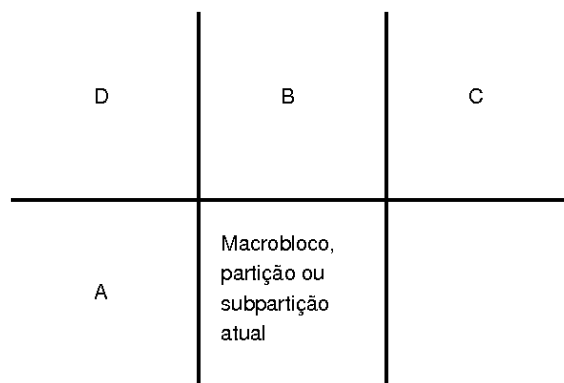 D
B
C
A
Macrobloco,
partição ou
subpartição
atual